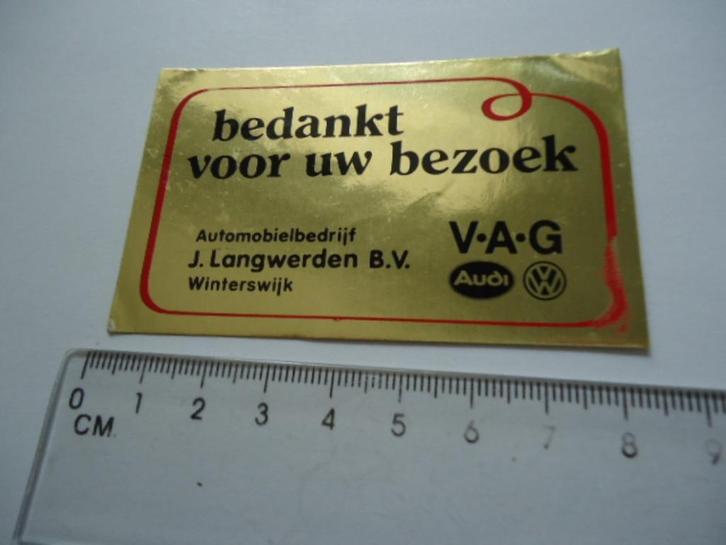 bedankt
voor uw bezoek
Automobielbedrijf
J. Langwerden B.V.
Winterswijk
V·A·G
Audi VW
0 1 2 3 4 5 6 7 8 9
CM.